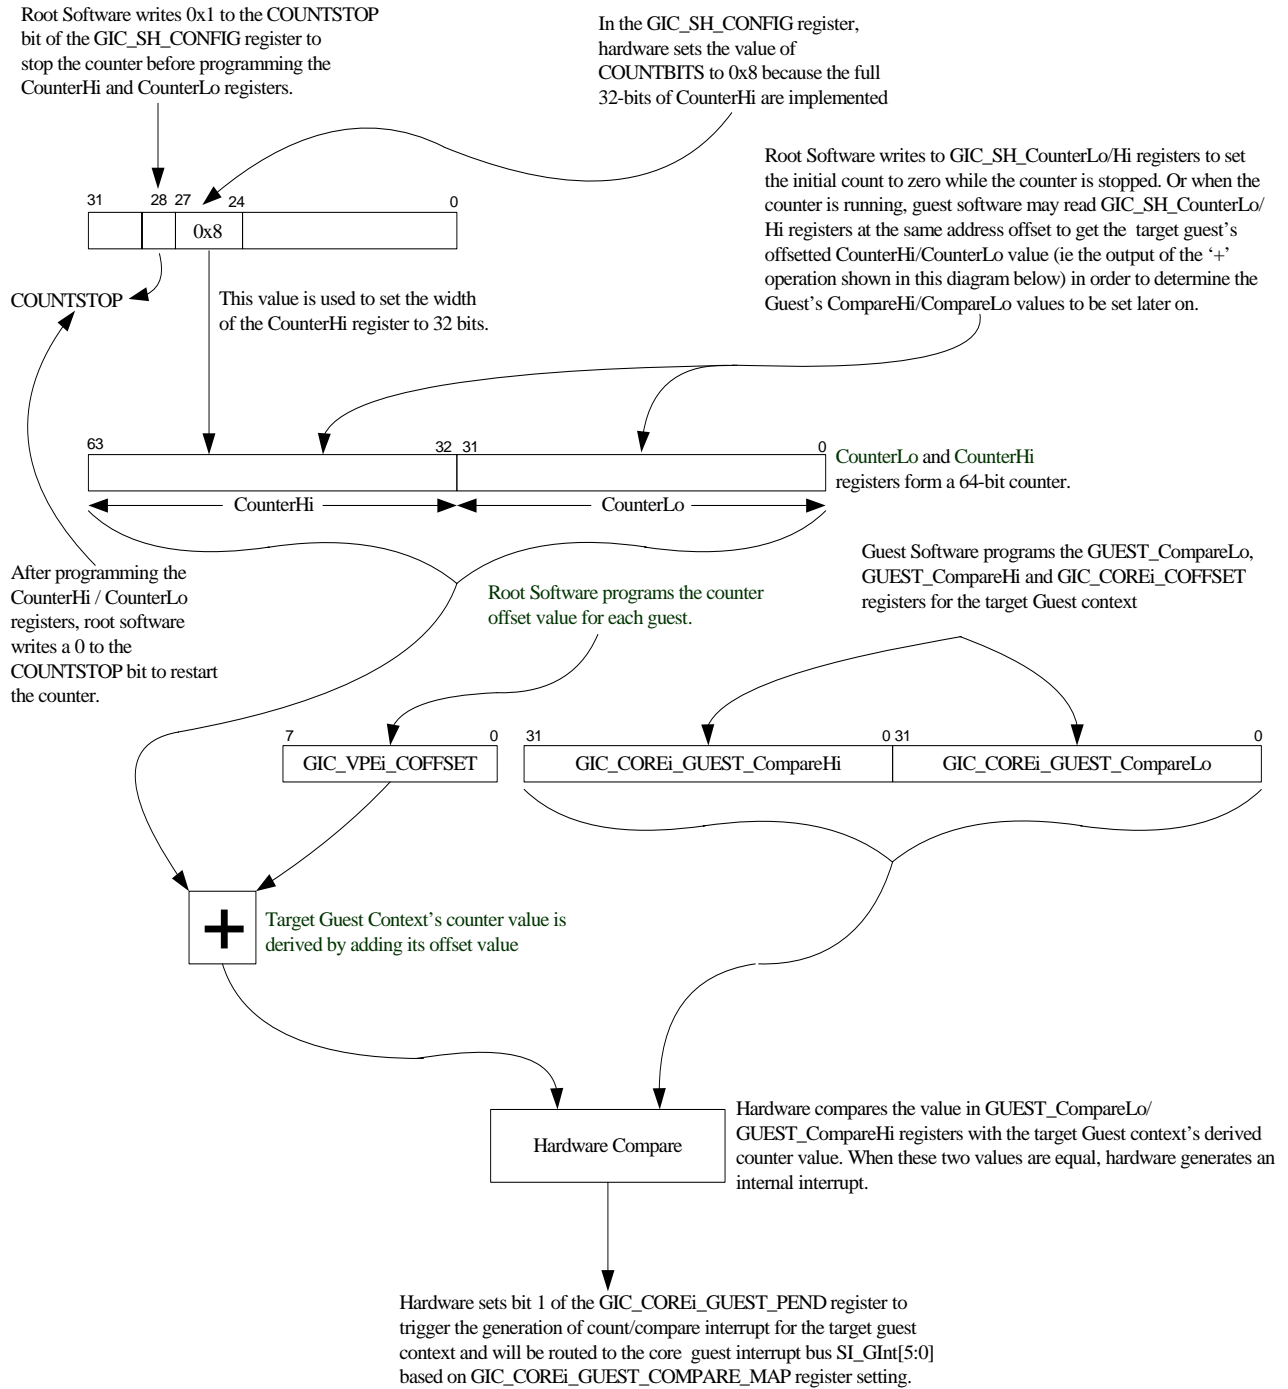 Root Software writes 0x1 to the COUNTSTOP
bit of the GIC_SH_CONFIG register to
stop the counter before programming the
CounterHi and CounterLo registers.
In the GIC_SH_CONFIG register,
hardware sets the value of
COUNTBITS to 0x8 because the full
32-bits of CounterHi are implemented
Root Software writes to GIC_SH_CounterLo/Hi registers to set
the initial count to zero while the counter is stopped. Or when the
counter is running, guest software may read GIC_SH_CounterLo/
Hi registers at the same address offset to get the target guest's
offsetted CounterHi/CounterLo value (ie the output of the ‘+’
operation shown in this diagram below) in order to determine the
Guest's CompareHi/CompareLo values to be set later on.
31 28 27 24 0
0x8
COUNTSTOP
This value is used to set the width
of the CounterHi register to 32 bits.
63 32 31 0
CounterHi CounterLo
CounterLo and CounterHi
registers form a 64-bit counter.
After programming the
CounterHi / CounterLo
registers, root software
writes a 0 to the
COUNTSTOP bit to restart
the counter.
Root Software programs the counter
offset value for each guest.
Guest Software programs the GUEST_CompareLo,
GUEST_CompareHi and GIC_COREi_COFFSET
registers for the target Guest context
7 0
GIC_VPEi_COFFSET
31 0 31 0
GIC_COREi_GUEST_CompareHi GIC_COREi_GUEST_CompareLo
+
Target Guest Context's counter value is
derived by adding its offset value
Hardware Compare
Hardware compares the value in GUEST_CompareLo/
GUEST_CompareHi registers with the target Guest context's derived
counter value. When these two values are equal, hardware generates an
internal interrupt.
Hardware sets bit 1 of the GIC_COREi_GUEST_PEND register to
trigger the generation of count/compare interrupt for the target guest
context and will be routed to the core guest interrupt bus SI_GInt[5:0]
based on GIC_COREi_GUEST_COMPARE_MAP register setting.